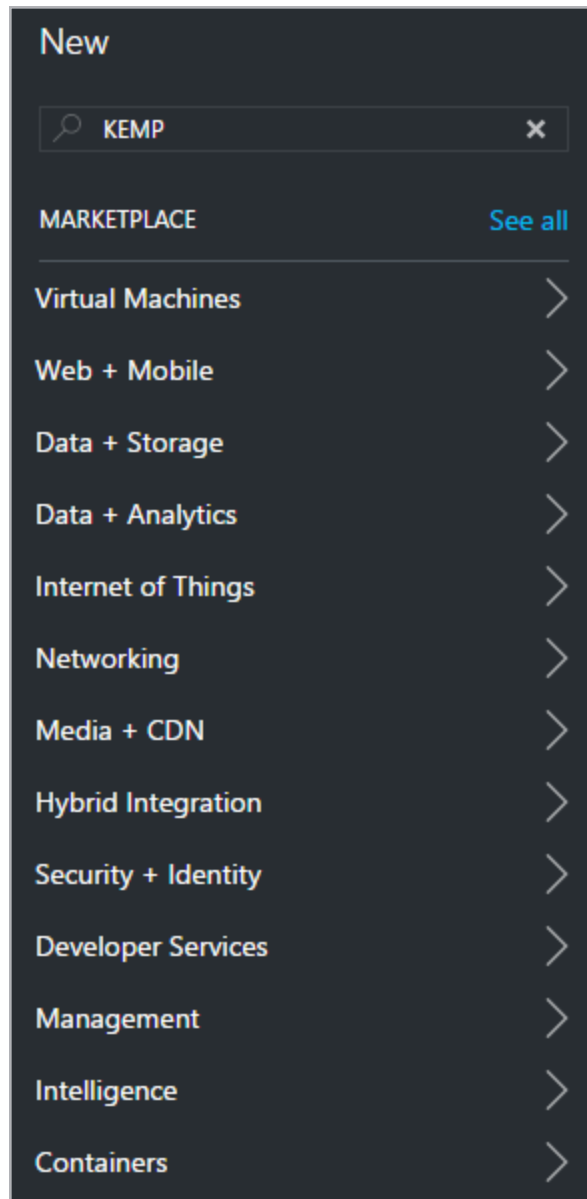 New
KEMP
MARKETPLACE See all
Virtual Machines
Web + Mobile
Data + Storage
Data + Analytics
Internet of Things
Networking
Media + CDN
Hybrid Integration
Security + Identity
Developer Services
Management
Intelligence
Containers